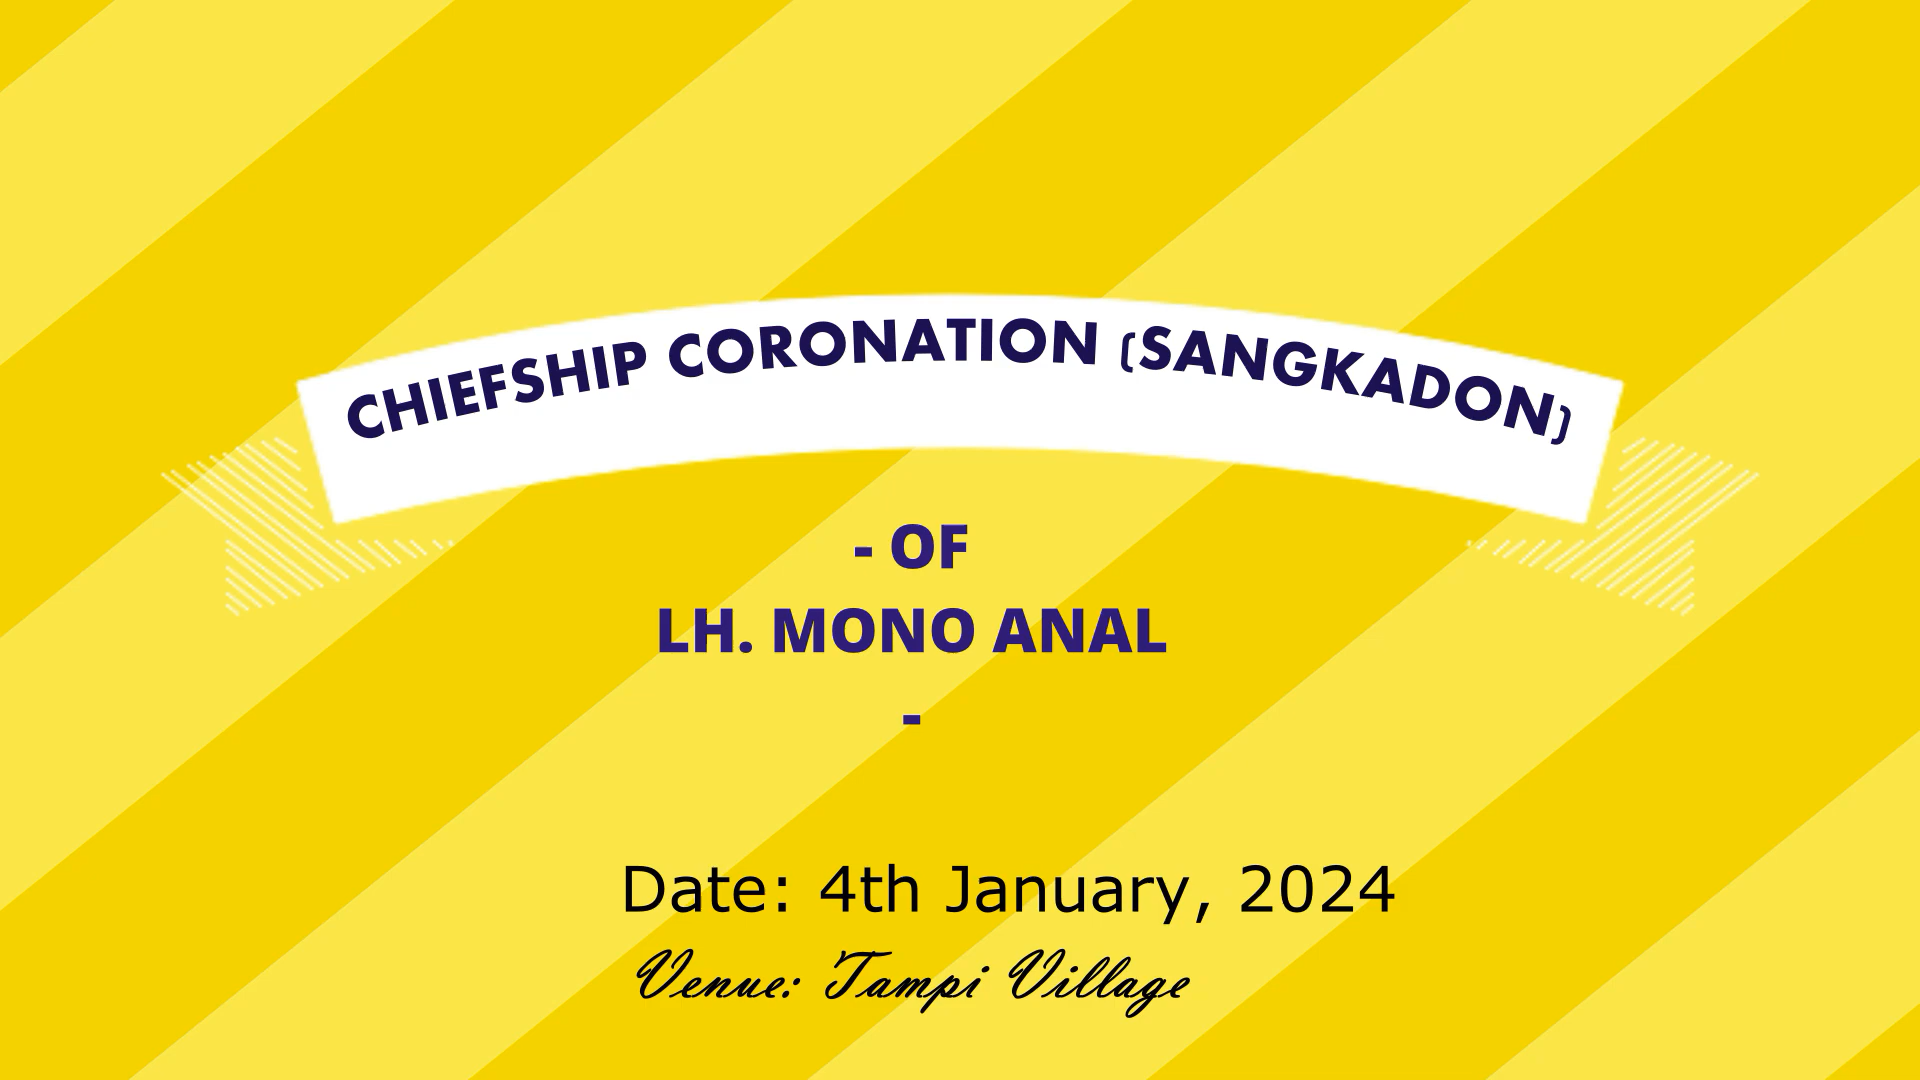 CHIEFSHIP CORONATION (SANGKADON)
- OF
LH. MONO ANAL
-
Date: 4th January, 2024
Venue: Tampi Village